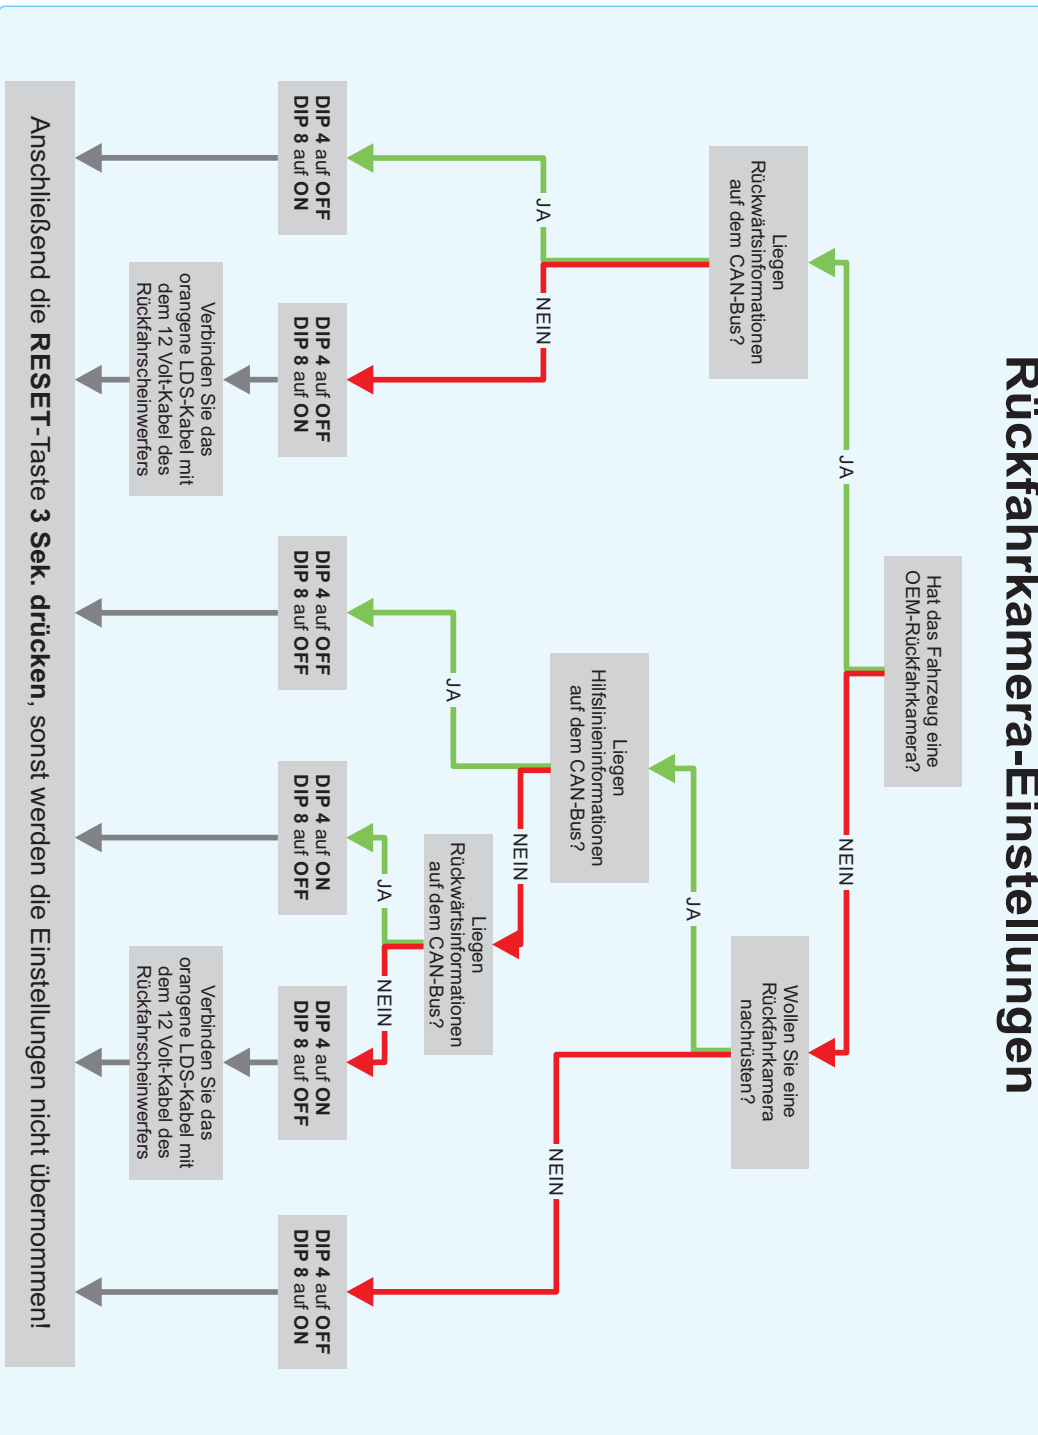 Rückfahrkamera-Einstellungen
Hat das Fahrzeug eine
OEM-Rückfahrkamera?
JA
NEIN
Liegen
Rückwärtsinformationen
auf dem CAN-Bus?
Wollen Sie eine
Rückfahrkamera
nachrüsten?
JA
NEIN
JA
NEIN
Liegen
Hilfslinieninformationen
auf dem CAN-Bus?
JA
NEIN
Liegen
Rückwärtsinformationen
auf dem CAN-Bus?
JA
NEIN
DIP 4 auf OFF
DIP 8 auf ON
DIP 4 auf OFF
DIP 8 auf ON
DIP 4 auf OFF
DIP 8 auf OFF
DIP 4 auf ON
DIP 8 auf OFF
DIP 4 auf ON
DIP 8 auf OFF
DIP 4 auf OFF
DIP 8 auf ON
Verbinden Sie das
orangene LDS-Kabel mit
dem 12 Volt-Kabel des
Rückfahrscheinwerfers
Verbinden Sie das
orangene LDS-Kabel mit
dem 12 Volt-Kabel des
Rückfahrscheinwerfers
Anschließend die RESET-Taste 3 Sek. drücken, sonst werden die Einstellungen nicht übernommen!